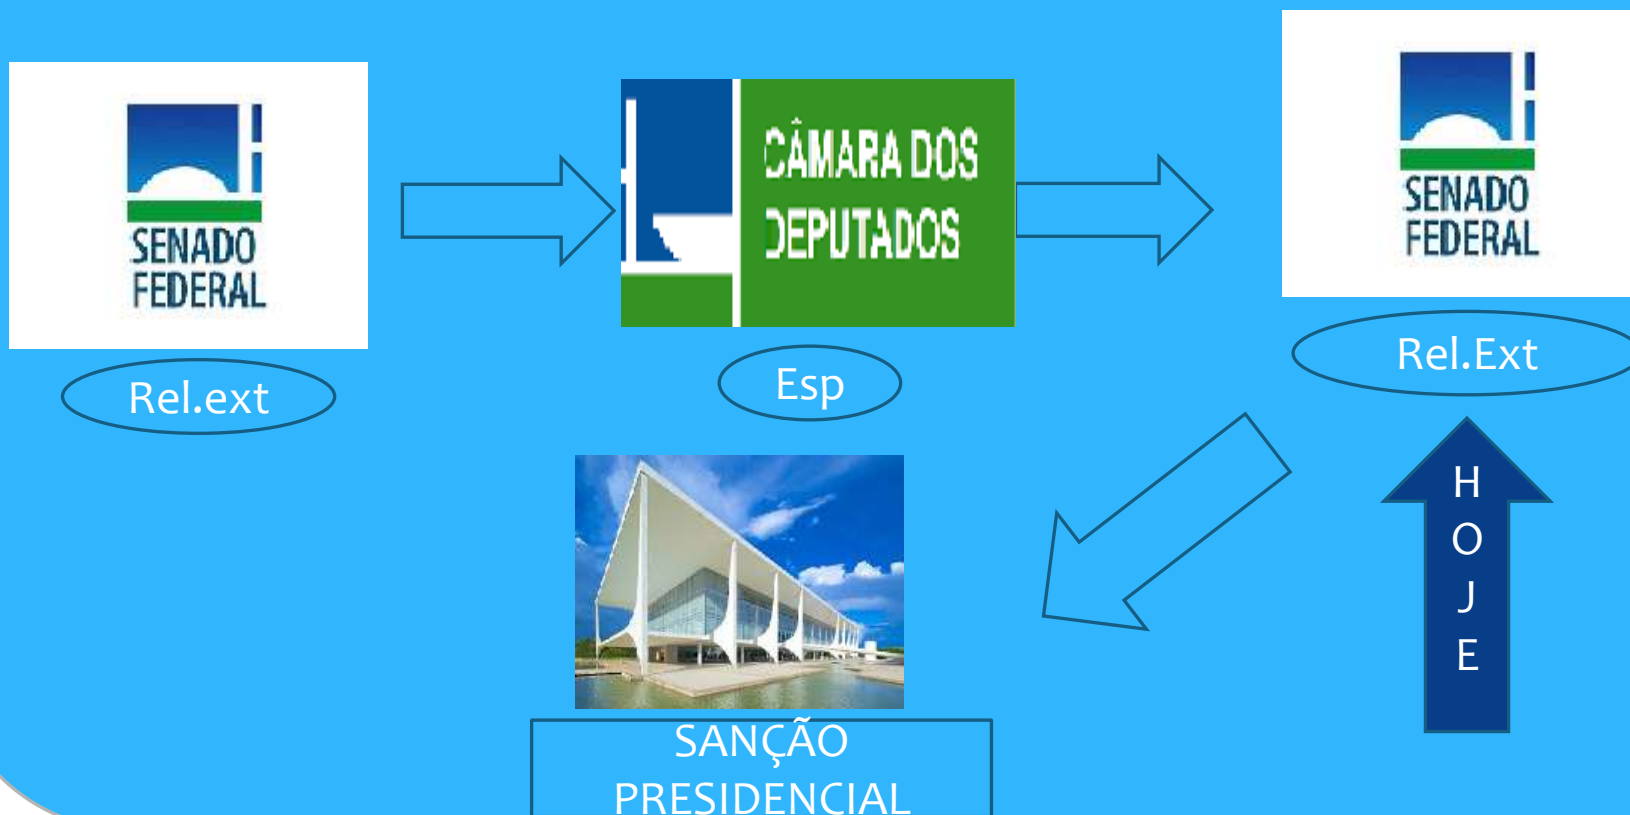 SENADO
FEDERAL
CÂMARA DOS
DEPUTADOS
SENADO
FEDERAL
Rel.ext
Esp
Rel.Ext
H
O
J
E
SANÇÃO
PRESIDENCIAL